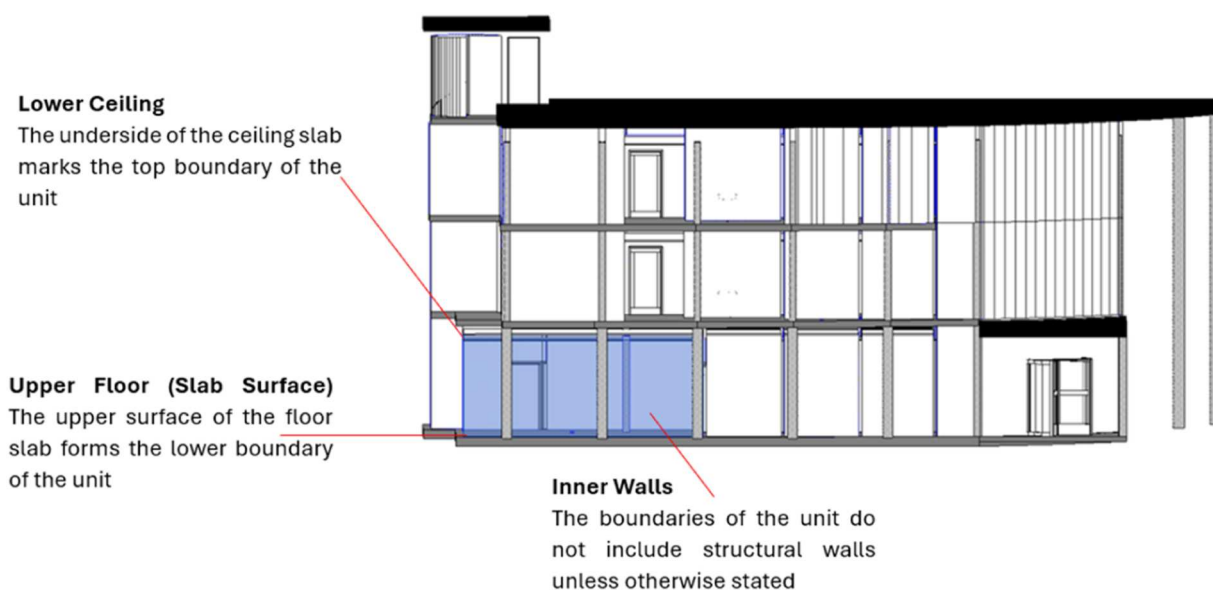 Lower Ceiling
The underside of the ceiling slab
marks the top boundary of the
unit
Upper Floor (Slab Surface)
The upper surface of the floor
slab forms the lower boundary
of the unit
Inner Walls
The boundaries of the unit do
not include structural walls
unless otherwise stated